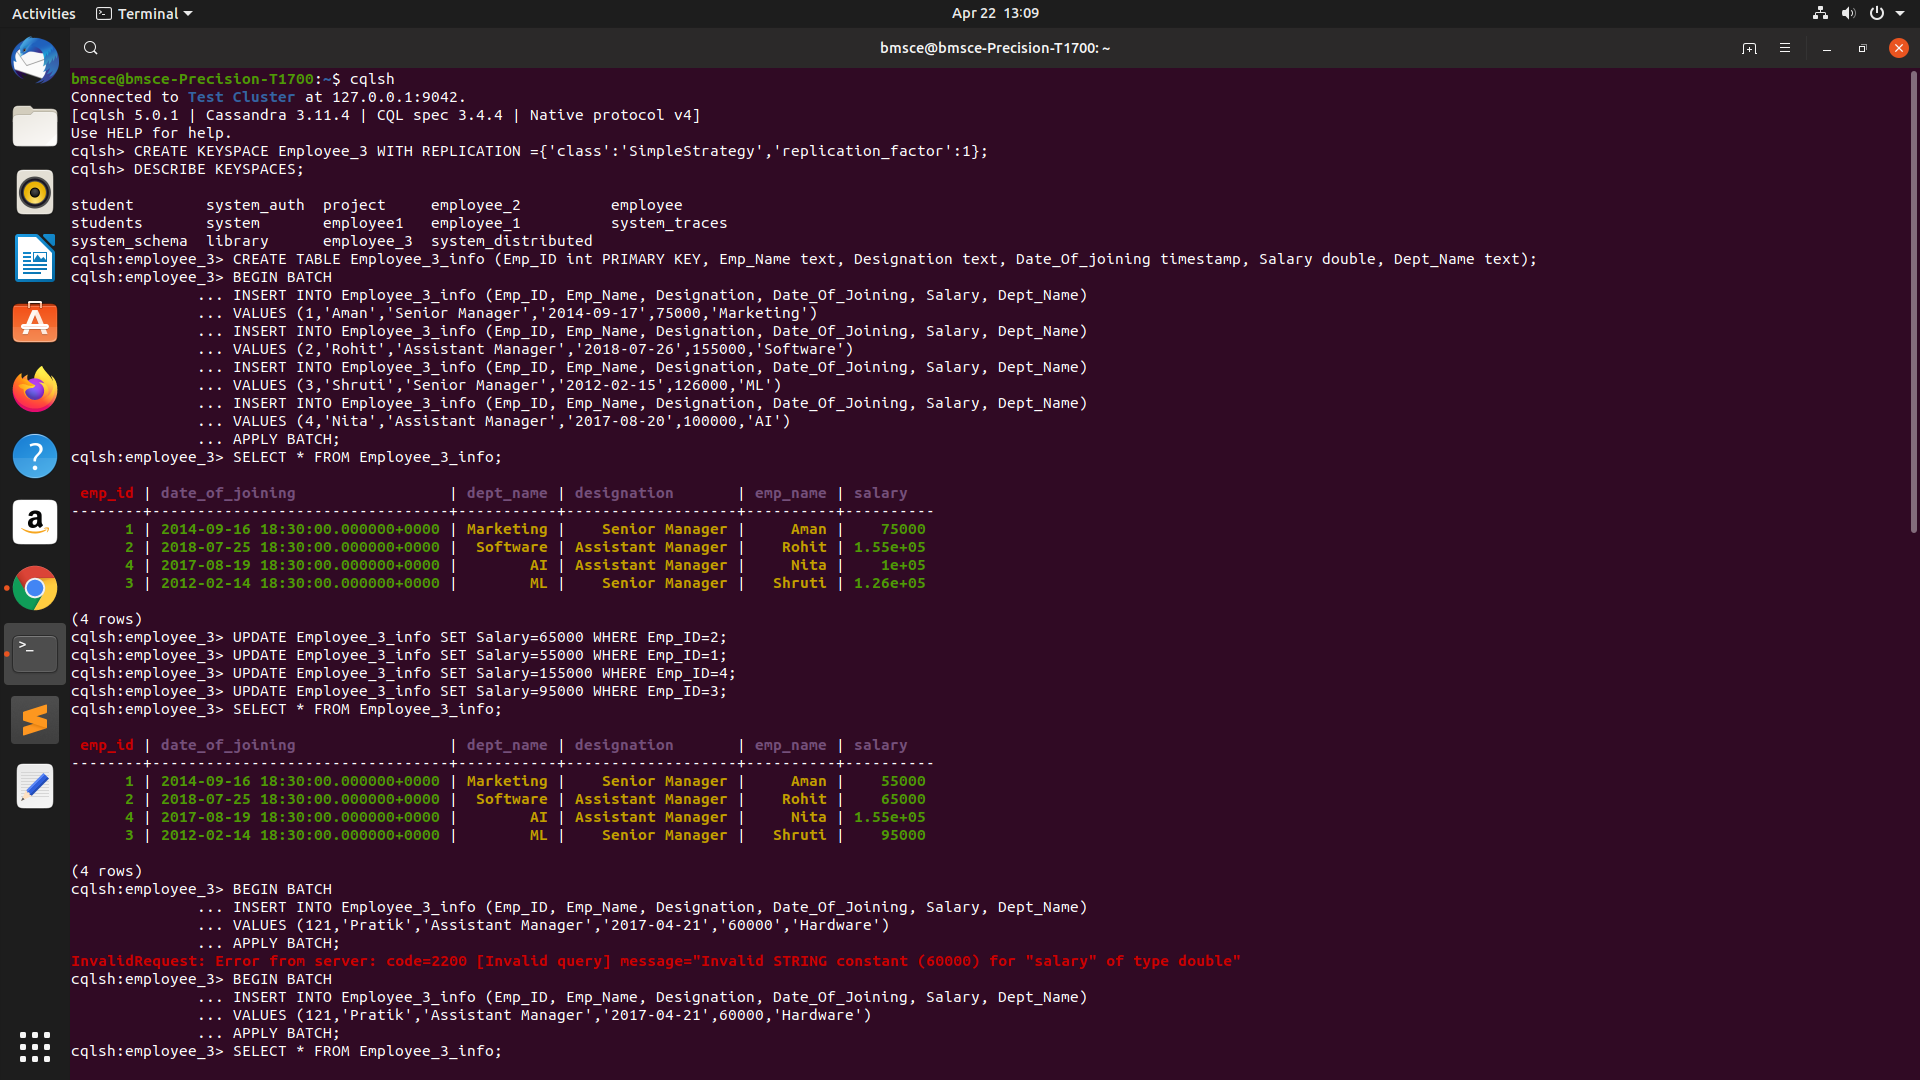 Activities Terminal Apr 22 13:09
bmsce@bmsce-Precision-T1700: ~
bmsce@bmsce-Precision-T1700:~$ cqlsh
Connected to Test Cluster at 127.0.0.1:9042.
[cqlsh 5.0.1 | Cassandra 3.11.4 | CQL spec 3.4.4 | Native protocol v4]
Use HELP for help.
cqlsh> CREATE KEYSPACE Employee_3 WITH REPLICATION ={'class':'SimpleStrategy','replication_factor':1};
cqlsh> DESCRIBE KEYSPACES;
student        system_auth  project     employee_2          employee
students       system       employee1   employee_1          system_traces
system_schema  library      employee_3  system_distributed
cqlsh:employee_3> CREATE TABLE Employee_3_info (Emp_ID int PRIMARY KEY, Emp_Name text, Designation text, Date_Of_joining timestamp, Salary double, Dept_Name text);
cqlsh:employee_3> BEGIN BATCH
              ... INSERT INTO Employee_3_info (Emp_ID, Emp_Name, Designation, Date_Of_Joining, Salary, Dept_Name)
              ... VALUES (1,'Aman','Senior Manager','2014-09-17',75000,'Marketing')
              ... INSERT INTO Employee_3_info (Emp_ID, Emp_Name, Designation, Date_Of_Joining, Salary, Dept_Name)
              ... VALUES (2,'Rohit','Assistant Manager','2018-07-26',155000,'Software')
              ... INSERT INTO Employee_3_info (Emp_ID, Emp_Name, Designation, Date_Of_Joining, Salary, Dept_Name)
              ... VALUES (3,'Shruti','Senior Manager','2012-02-15',126000,'ML')
              ... INSERT INTO Employee_3_info (Emp_ID, Emp_Name, Designation, Date_Of_Joining, Salary, Dept_Name)
              ... VALUES (4,'Nita','Assistant Manager','2017-08-20',100000,'AI')
              ... APPLY BATCH;
cqlsh:employee_3> SELECT * FROM Employee_3_info;
 emp_id | date_of_joining                 | dept_name | designation       | emp_name | salary
--------+---------------------------------+-----------+-------------------+----------+----------
      1 | 2014-09-16 18:30:00.000000+0000 | Marketing |    Senior Manager |     Aman |    75000
      2 | 2018-07-25 18:30:00.000000+0000 |  Software | Assistant Manager |    Rohit | 1.55e+05
      4 | 2017-08-19 18:30:00.000000+0000 |        AI | Assistant Manager |     Nita |    1e+05
      3 | 2012-02-14 18:30:00.000000+0000 |        ML |    Senior Manager |   Shruti | 1.26e+05
(4 rows)
cqlsh:employee_3> UPDATE Employee_3_info SET Salary=65000 WHERE Emp_ID=2;
cqlsh:employee_3> UPDATE Employee_3_info SET Salary=55000 WHERE Emp_ID=1;
cqlsh:employee_3> UPDATE Employee_3_info SET Salary=155000 WHERE Emp_ID=4;
cqlsh:employee_3> UPDATE Employee_3_info SET Salary=95000 WHERE Emp_ID=3;
cqlsh:employee_3> SELECT * FROM Employee_3_info;
 emp_id | date_of_joining                 | dept_name | designation       | emp_name | salary
--------+---------------------------------+-----------+-------------------+----------+----------
      1 | 2014-09-16 18:30:00.000000+0000 | Marketing |    Senior Manager |     Aman |    55000
      2 | 2018-07-25 18:30:00.000000+0000 |  Software | Assistant Manager |    Rohit |    65000
      4 | 2017-08-19 18:30:00.000000+0000 |        AI | Assistant Manager |     Nita | 1.55e+05
      3 | 2012-02-14 18:30:00.000000+0000 |        ML |    Senior Manager |   Shruti |    95000
(4 rows)
cqlsh:employee_3> BEGIN BATCH
              ... INSERT INTO Employee_3_info (Emp_ID, Emp_Name, Designation, Date_Of_Joining, Salary, Dept_Name)
              ... VALUES (121,'Pratik','Assistant Manager','2017-04-21','60000','Hardware')
              ... APPLY BATCH;
InvalidRequest: Error from server: code=2200 [Invalid query] message="Invalid STRING constant (60000) for "salary" of type double"
cqlsh:employee_3> BEGIN BATCH
              ... INSERT INTO Employee_3_info (Emp_ID, Emp_Name, Designation, Date_Of_Joining, Salary, Dept_Name)
              ... VALUES (121,'Pratik','Assistant Manager','2017-04-21',60000,'Hardware')
              ... APPLY BATCH;
cqlsh:employee_3> SELECT * FROM Employee_3_info;